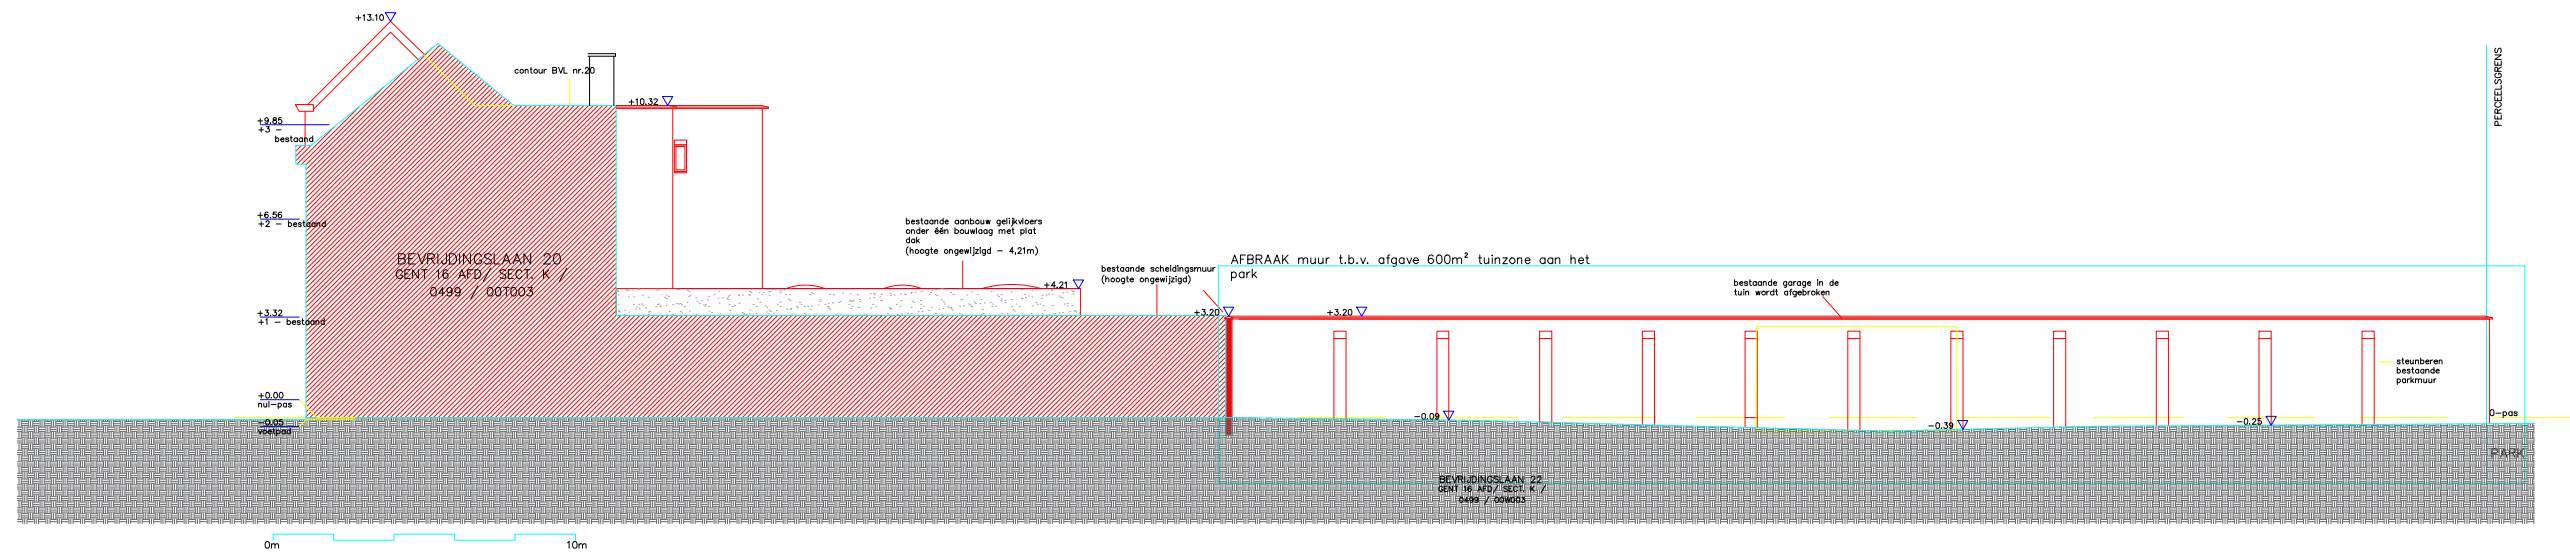 +13.10
PERCEELSGRENS
contour BVL nr.20
+10.32
+9.85
+3 -
bestaand
+6.56
+2 - bestaand
bestaande aanbouw gelijkvloers
onder één bouwlaag met plat
dak
(hoogte ongewijzigd - 4,21m)
BEVRIJDINGSLAAN 20
GENT 16 AFD/ SECT. K /
0499 / 00T003
AFBRAAK muur t.b.v. afgave 600m² tuinzone aan het
park
bestaande scheidingsmuur
(hoogte ongewijzigd)
+4.21
bestaande garage in de
tuin wordt afgebroken
+3.32
+1 - bestaand
+3.20
+3.20
steunberen
bestaande
parkmuur
+0.00
nul-pas
-0.05
voetpad
-0.09
-0.39
-0.25
0-pas
PARK
BEVRIJDINGSLAAN 22
GENT 16 AFD/ SECT. K /
0499 / 00W003
0m
10m